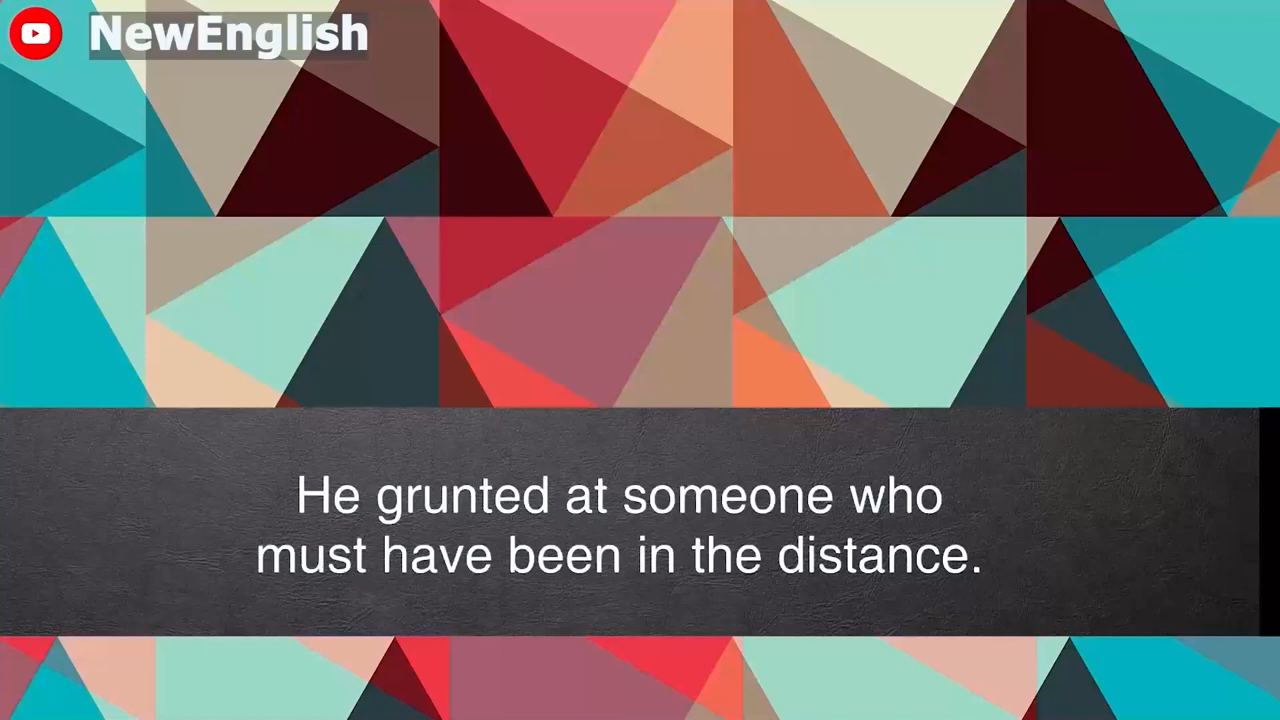 NewEnglish
He grunted at someone who
must have been in the distance.